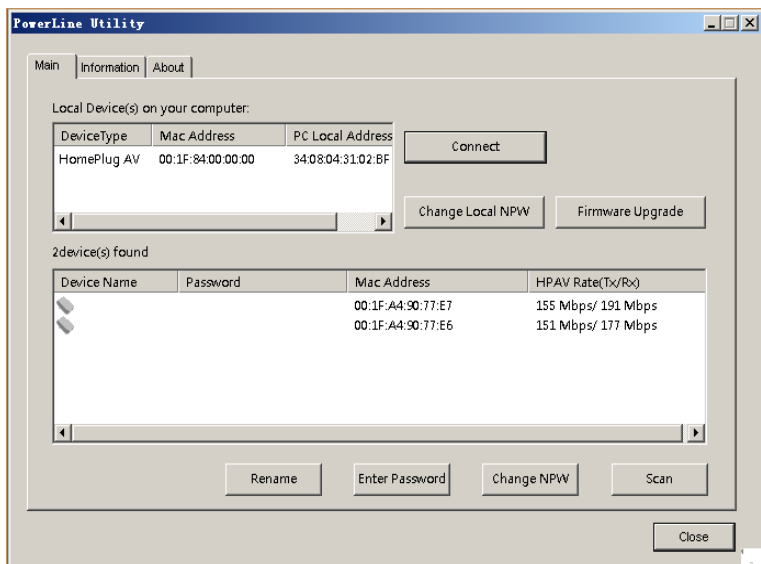 PowerLine Utility
Main Information About
Local Device(s) on your computer:
DeviceType Mac Address PC Local Address
HomePlug AV 00:1F:84:00:00:00 34:08:04:31:02:BF
Connect
Change Local NPW Firmware Upgrade
2device(s) found
Device Name Password Mac Address HPAV Rate(Tx/Rx)
00:1F:A4:90:77:E7 155 Mbps/ 191 Mbps
00:1F:A4:90:77:E6 151 Mbps/ 177 Mbps
Rename Enter Password Change NPW Scan
Close